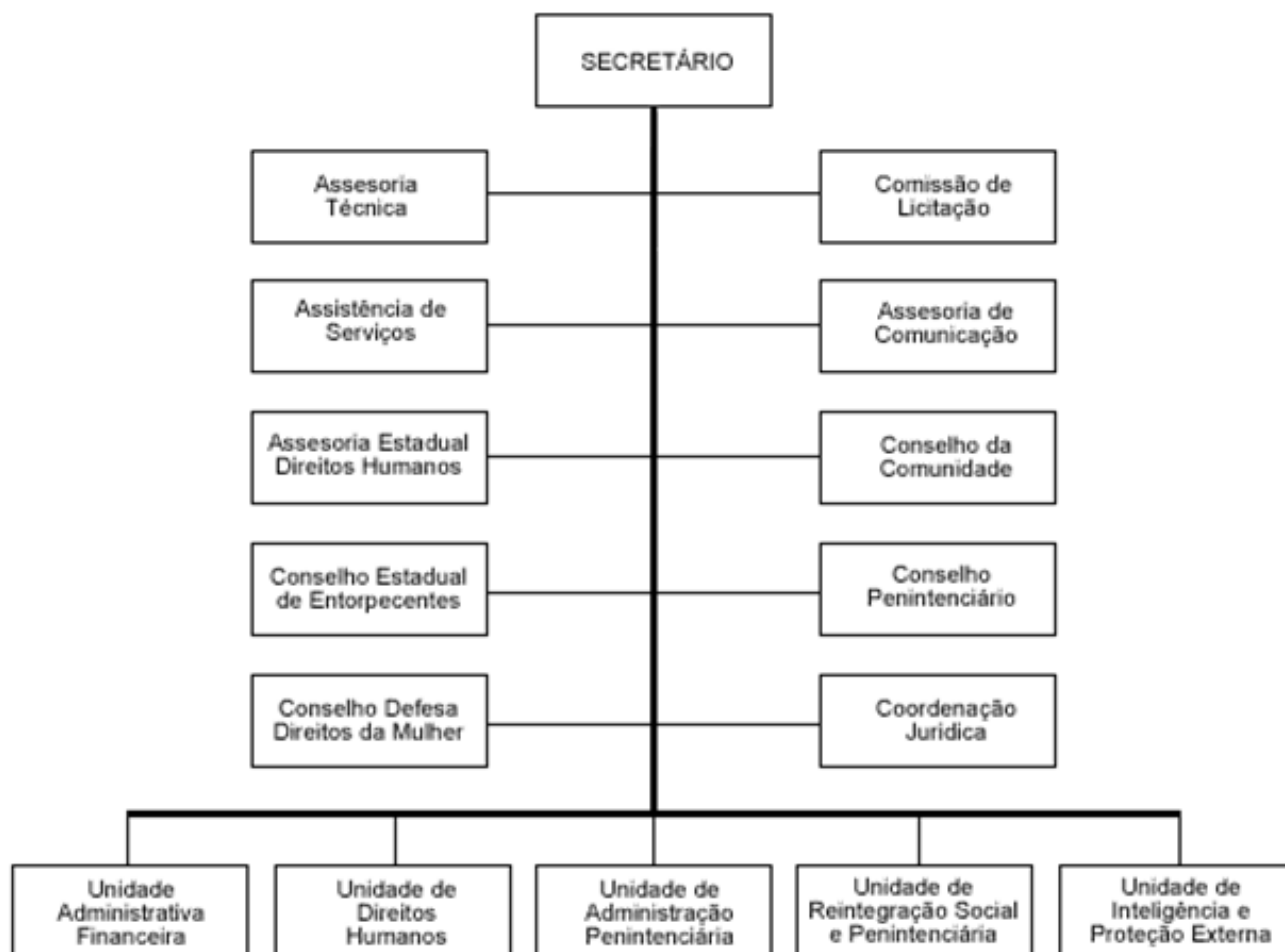 SECRETÁRIO
Assesoria
Técnica
Comissão de
Licitação
Assistência de
Serviços
Assesoria de
Comunicação
Assesoria Estadual
Direitos Humanos
Conselho da
Comunidade
Conselho Estadual
de Entorpecentes
Conselho
Penintenciário
Conselho Defesa
Direitos da Mulher
Coordenação
Juridica
Unidade
Administrativa
Financeira
Unidade de
Direitos
Humanos
Unidade de
Administração
Penintenciária
Unidade de
Reintegração Social
e Penintenciária
Unidade de
Inteligência e
Proteção Externa